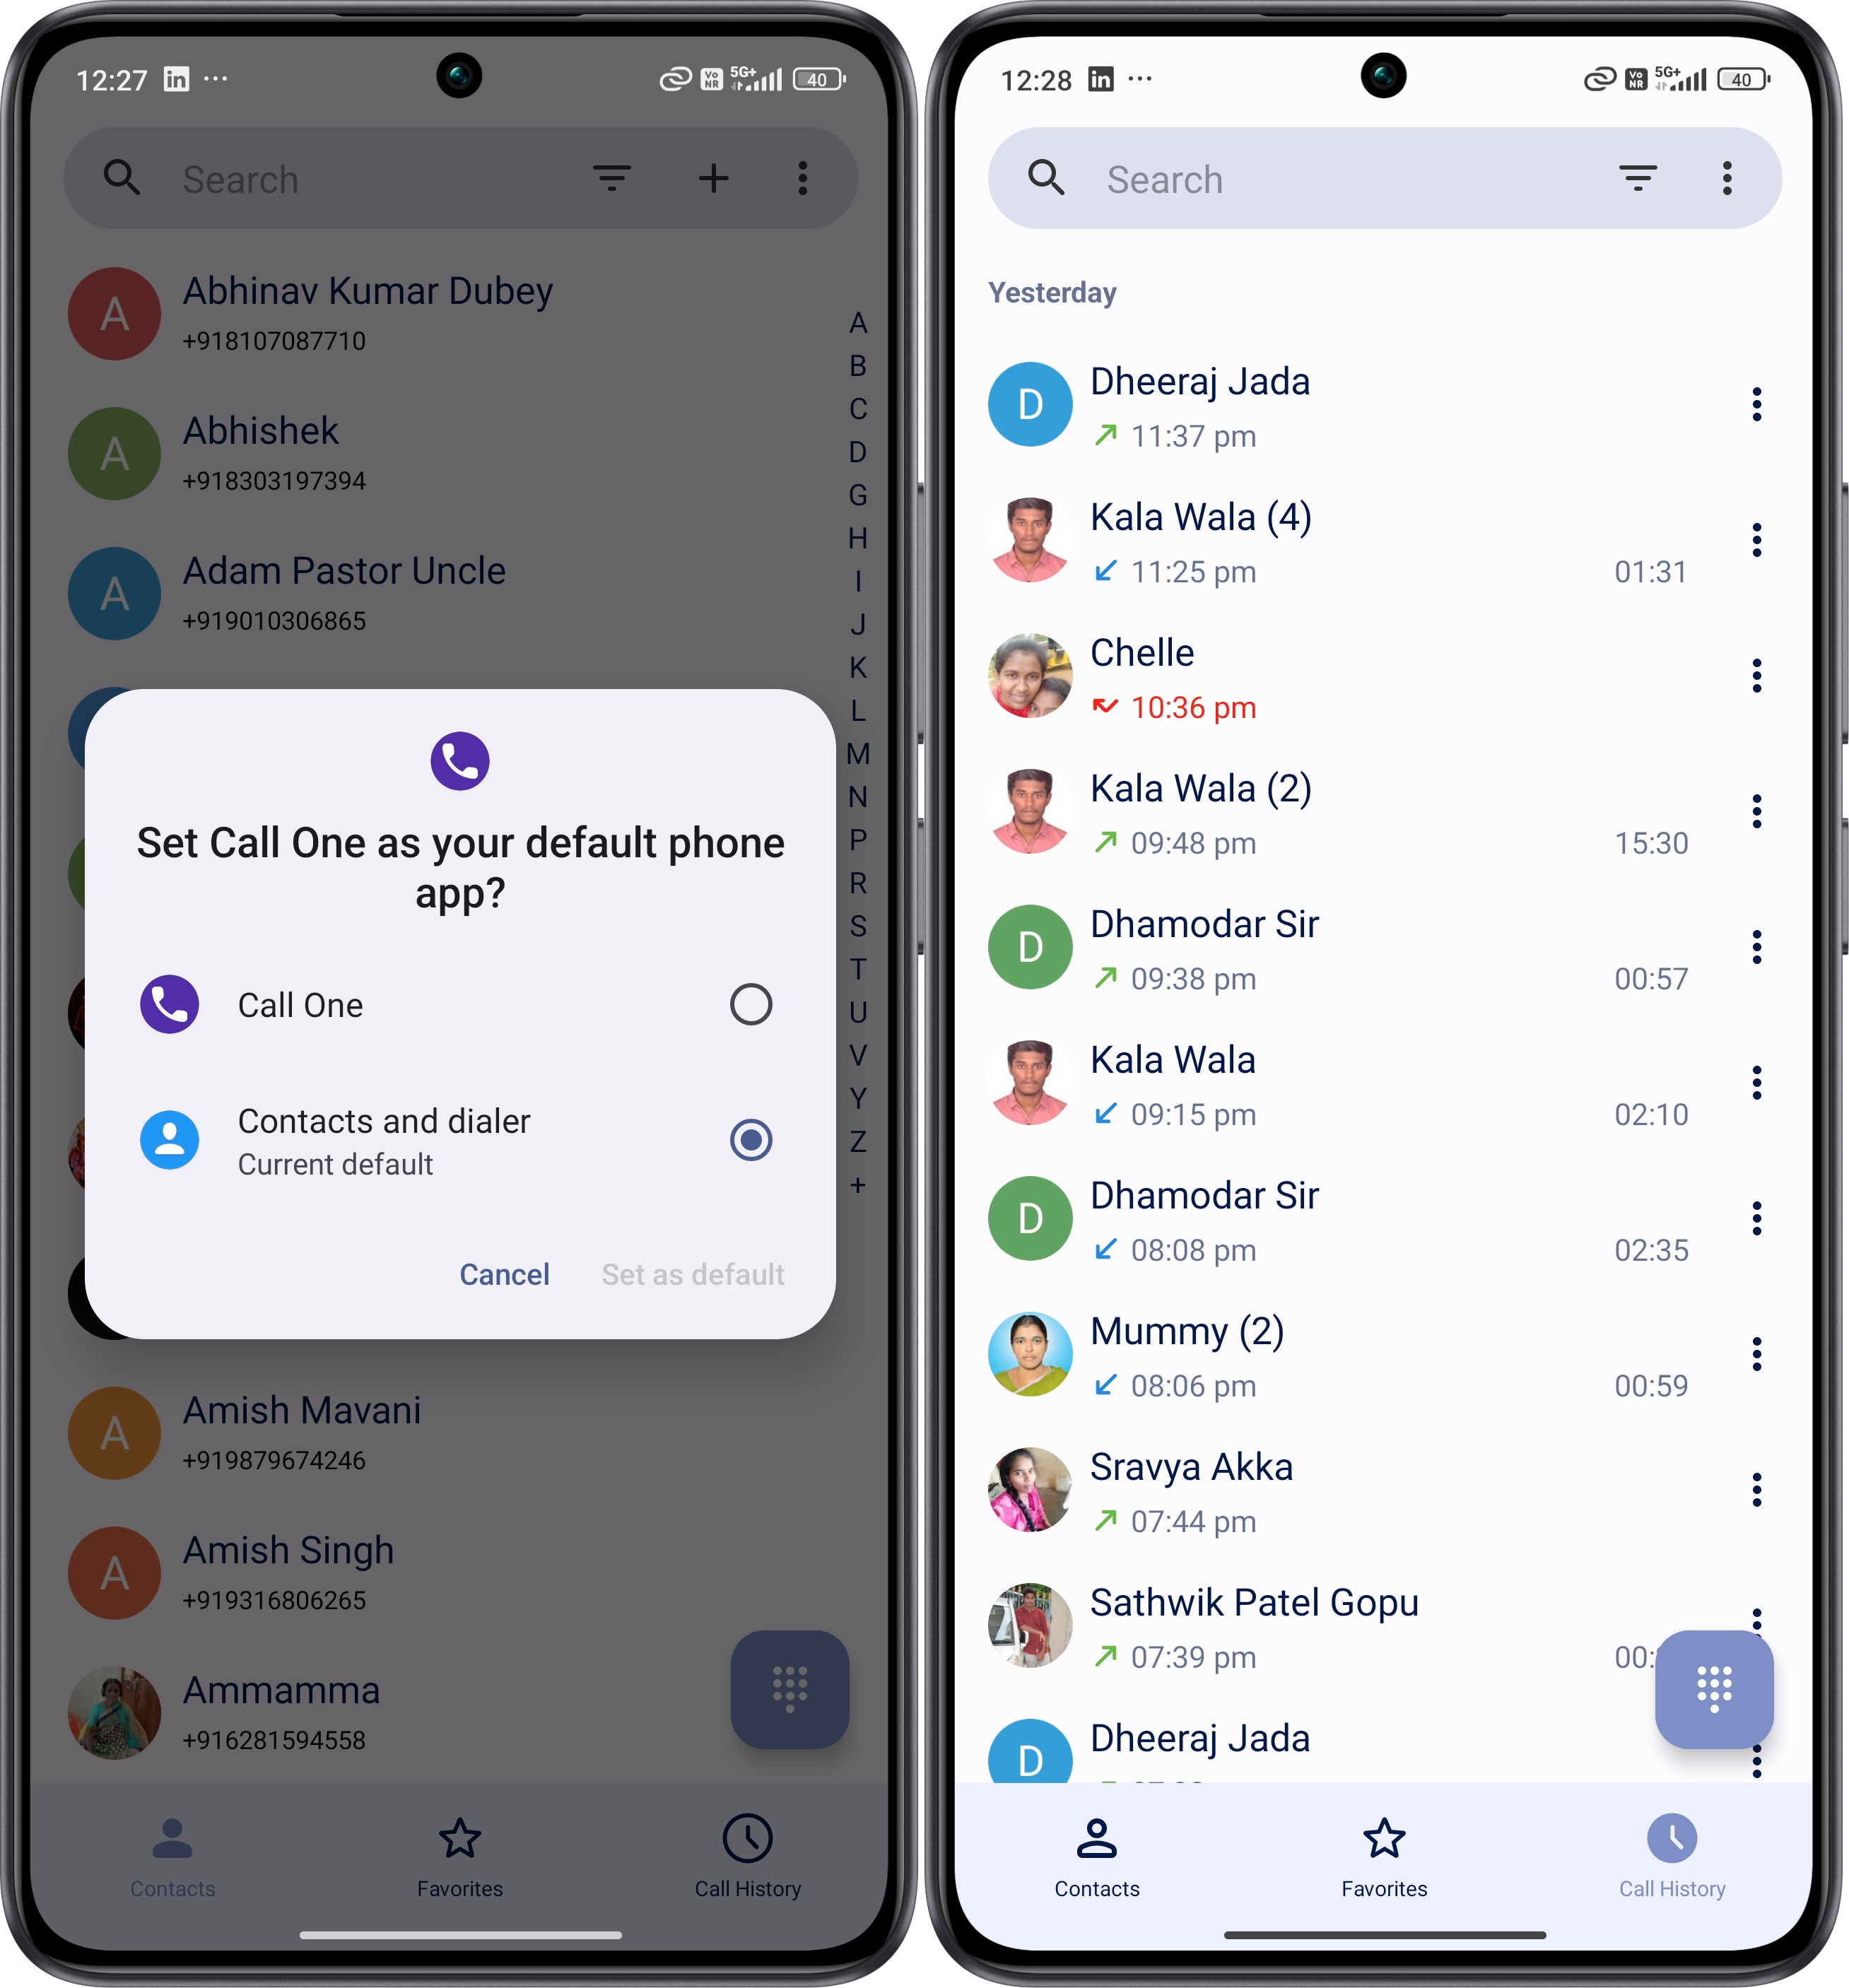 12:27 in ...
Vo NR 5G+ 40
Search
A
Abhinav Kumar Dubey
+918107087710
A
Abhishek
+918303197394
A
Adam Pastor Uncle
+919010306865
A
B
C
D
G
H
I
J
K
L
M
N
P
R
S
T
U
V
Y
Z
+
Set Call One as your default phone
app?
Call One
Contacts and dialer
Current default
Cancel Set as default
A
Amish Mavani
+919879674246
A
Amish Singh
+919316806265
Ammamma
+916281594558
Contacts Favorites Call History
12:28 in ...
Vo NR 5G+ 40
Search
Yesterday
D
Dheeraj Jada
11:37 pm
Kala Wala (4)
11:25 pm 01:31
Chelle
10:36 pm
Kala Wala (2)
09:48 pm 15:30
D
Dhamodar Sir
09:38 pm 00:57
Kala Wala
09:15 pm 02:10
D
Dhamodar Sir
08:08 pm 02:35
Mummy (2)
08:06 pm 00:59
Sravya Akka
07:44 pm
Sathwik Patel Gopu
07:39 pm 00:
D
Dheeraj Jada
Contacts Favorites Call History